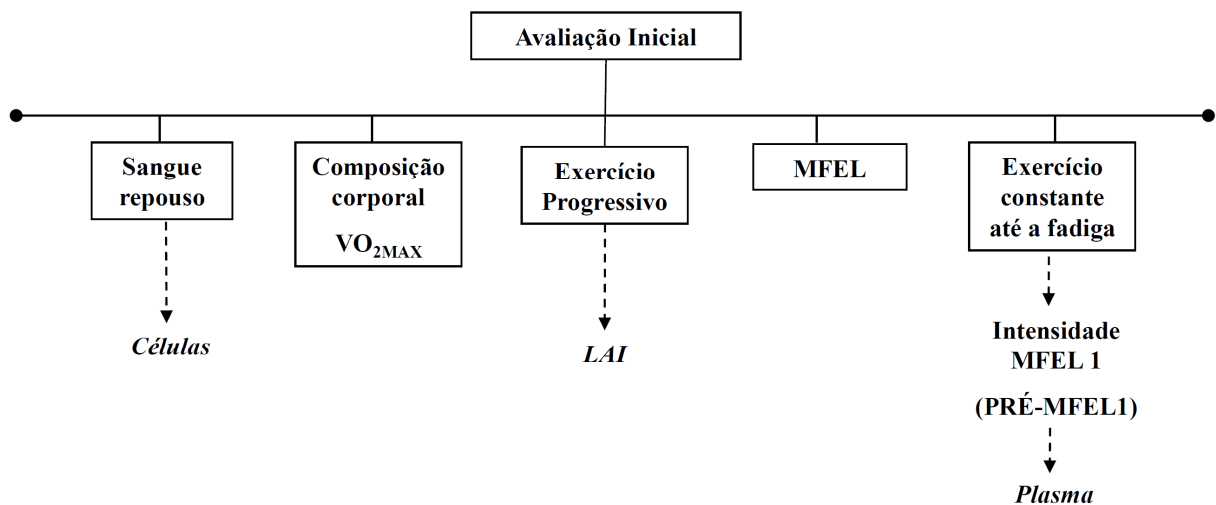 Avaliação Inicial
Sangue
repouso
Células
Composição
corporal
VO2MAX
Exercício
Progressivo
LAI
MFEL
Exercício
constante
até a fadiga
Intensidade
MFEL 1
(PRÉ-MFEL1)
Plasma